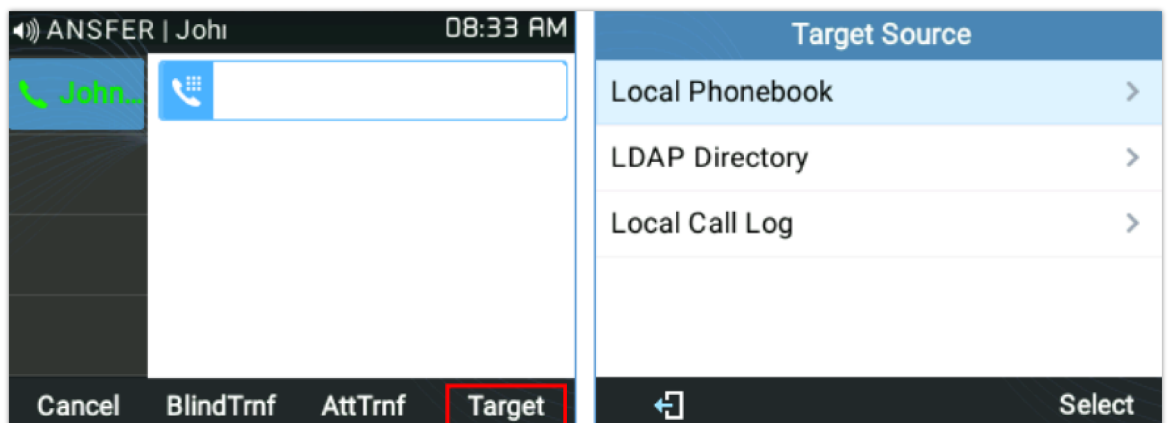 ANSFER | Joh
08:33 AM
John...
Cancel BlindTrnf AttTrnf Target
Target Source
Local Phonebook
LDAP Directory
Local Call Log
Select